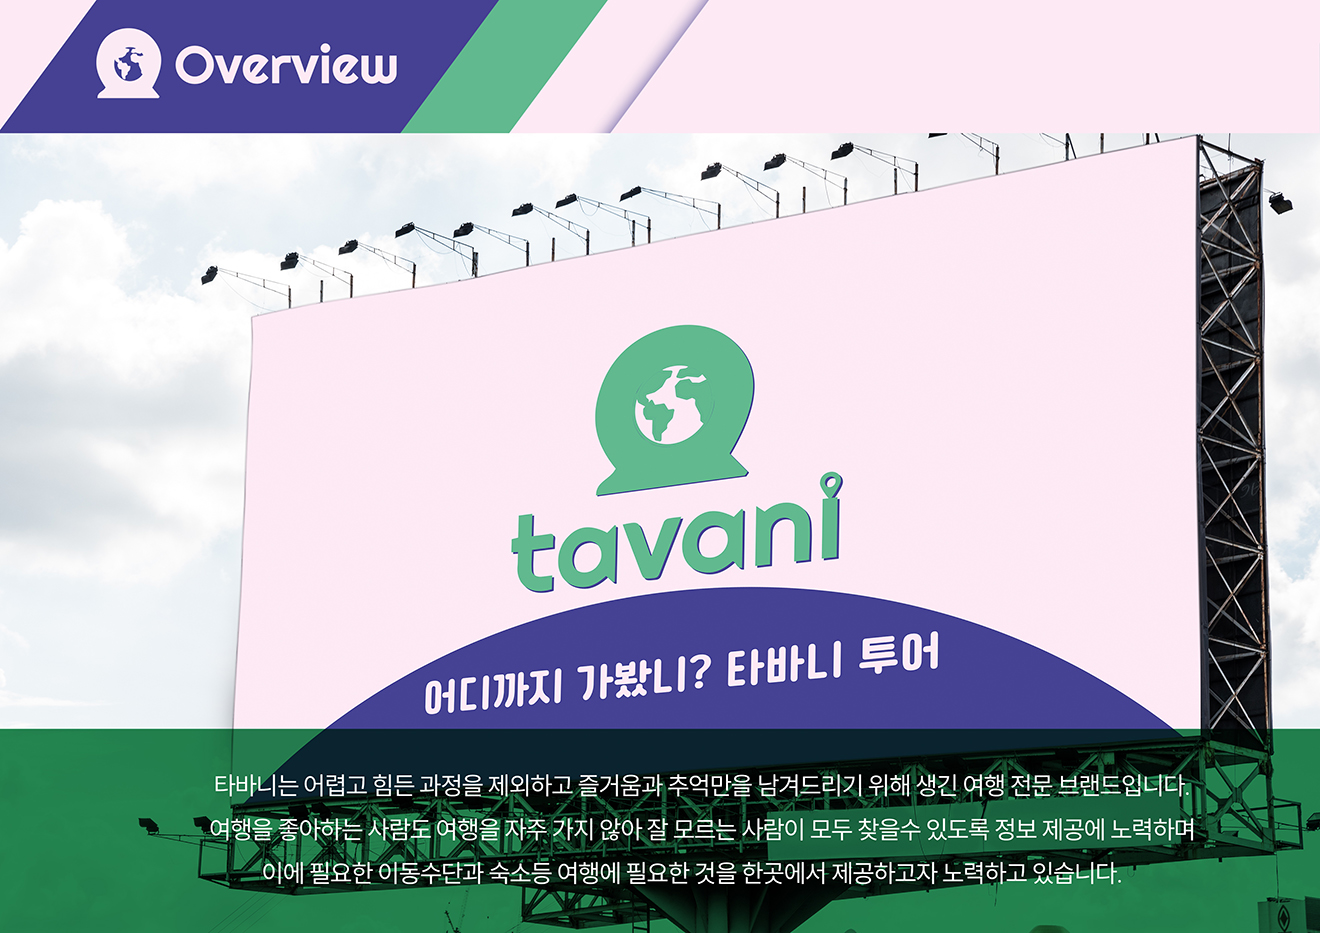 Overview
tavani
어디까지 가봤니? 타바니 투어
타바니는 어렵고 힘든 과정을 제외하고 즐거움과 추억만을 남겨드리기 위해 생긴 여행 전문 브랜드입니다.
여행을 좋아하는 사람도 여행을 자주 가지 않아 잘 모르는 사람이 모두 찾을수 있도록 정보 제공에 노력하며
이에 필요한 이동수단과 숙소등 여행에 필요한 것을 한곳에서 제공하고자 노력하고 있습니다.